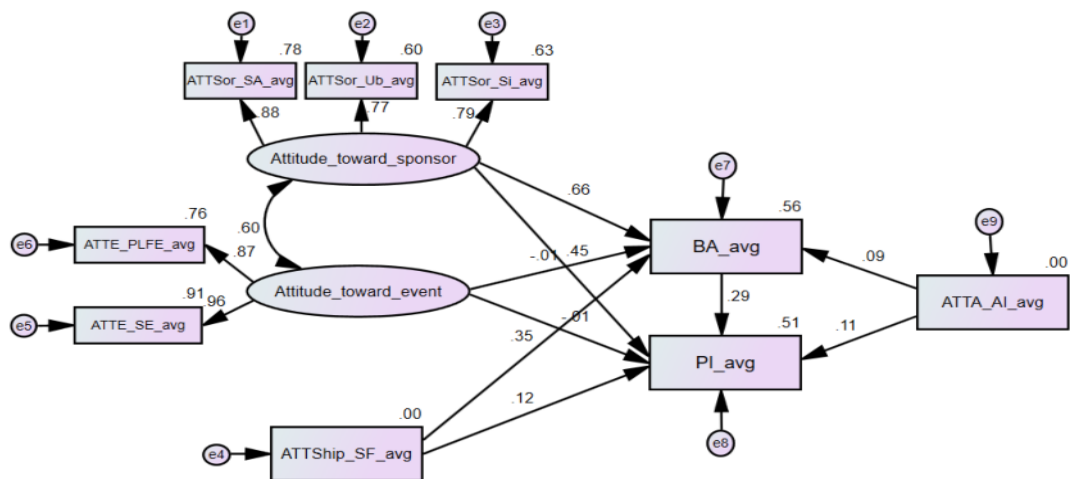 e1
e2
e3
.78
.60
.63
ATTSor_SA_avg
ATTSor_Ub_avg
ATTSor_Si_avg
.88
.77
.79
Attitude_toward_sponsor
e7
.66
.56
e9
.76
e6
ATTE_PLFE_avg
.87
.60
BA_avg
-.01
.45
.09
.00
ATTA_AI_avg
.91
.96
e5
ATTE_SE_avg
Attitude_toward_event
.29
.35
-.01
.51
.11
PI_avg
.12
.00
e4
ATTShip_SF_avg
e8